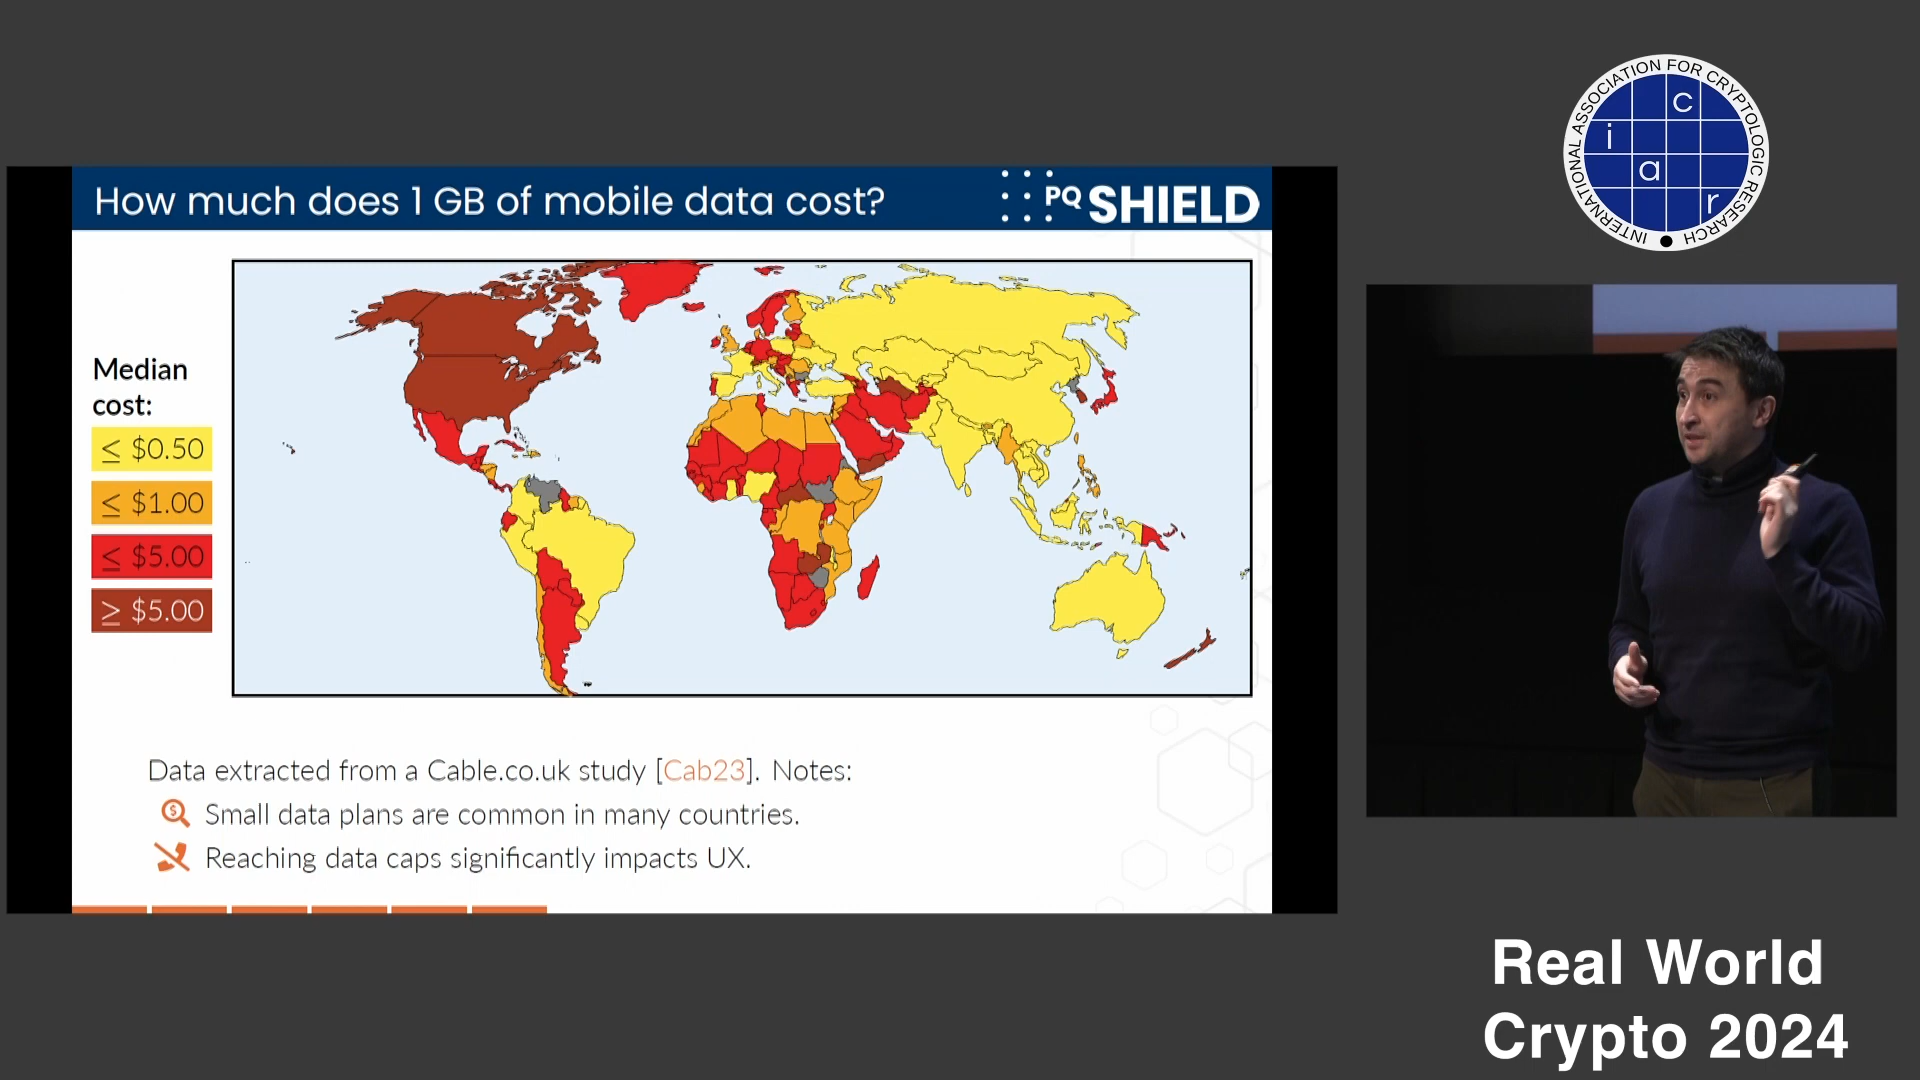 How much does 1 GB of mobile data cost?
PQ SHIELD
Median
cost:
≤ $0.50
≤ $1.00
≤ $5.00
≥ $5.00
Data extracted from a Cable.co.uk study [Cab23]. Notes:
Small data plans are common in many countries.
Reaching data caps significantly impacts UX.
INTERNATIONAL ASSOCIATION FOR CRYPTOLOGIC RESEARCH
i a c r
Real World
Crypto 2024